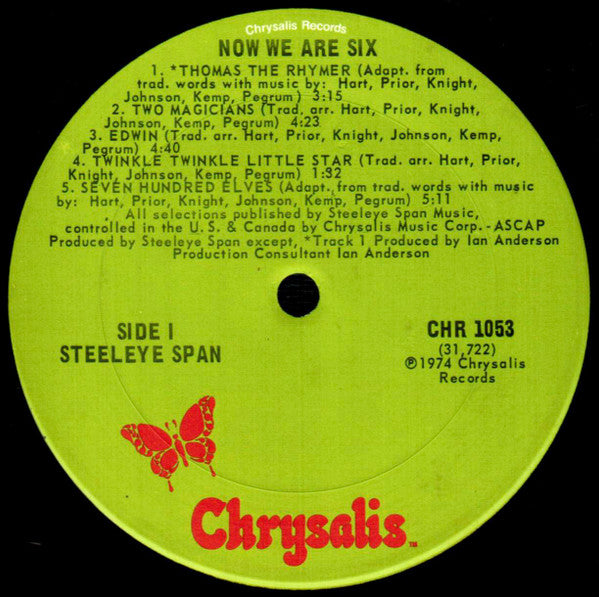 Chrysalis Records
NOW WE ARE SIX
1. *THOMAS THE RHYMER (Adapt. from
trad. words with music by: Hart, Prior, Knight,
Johnson, Kemp, Pegrum) 3:15
2. TWO MAGICIANS (Trad. arr. Hart, Prior, Knight,
Johnson, Kemp, Pegrum) 4:23
3. EDWIN (Trad. arr. Hart, Prior, Knight, Johnson, Kemp,
Pegrum) 4:40
4. TWINKLE TWINKLE LITTLE STAR (Trad. arr. Hart, Prior,
Knight, Johnson, Kemp, Pegrum) 1:32
5. SEVEN HUNDRED ELVES (Adapt. from trad. words with music
by: Hart, Prior, Knight, Johnson, Kemp, Pegrum) 5:11
All selections published by Steeleye Span Music,
controlled in the U. S. & Canada by Chrysalis Music Corp. - ASCAP
Produced by Steeleye Span except, *Track 1 Produced by Ian Anderson
Production Consultant Ian Anderson
SIDE I
STEELEYE SPAN
CHR 1053
(31,722)
℗1974 Chrysalis
Records
Chrysalis™